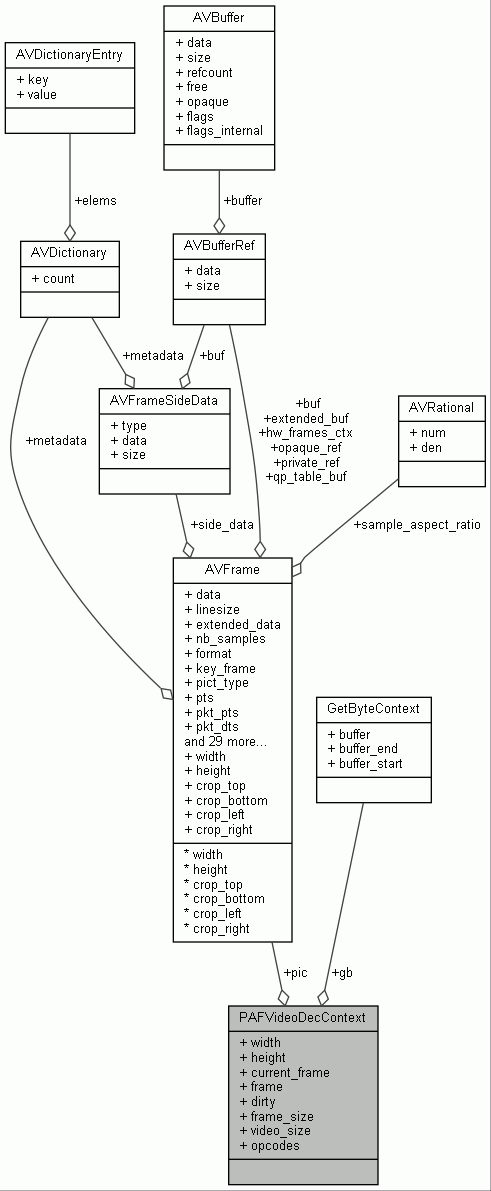 AVBuffer
+ data
+ size
+ refcount
+ free
+ opaque
+ flags
+ flags_internal
AVDictionaryEntry
+ key
+ value
+elems
+buffer
AVDictionary
+ count
AVBufferRef
+ data
+ size
+metadata
+buf
AVFrameSideData
+ type
+ data
+ size
+metadata
+buf
+extended_buf
+hw_frames_ctx
+opaque_ref
+private_ref
+qp_table_buf
AVRational
+ num
+ den
+side_data
+sample_aspect_ratio
AVFrame
+ data
+ linesize
+ extended_data
+ nb_samples
+ format
+ key_frame
+ pict_type
+ pts
+ pkt_pts
+ pkt_dts
and 29 more...
+ width
+ height
+ crop_top
+ crop_bottom
+ crop_left
+ crop_right
* width
* height
* crop_top
* crop_bottom
* crop_left
* crop_right
GetByteContext
+ buffer
+ buffer_end
+ buffer_start
+pic
+gb
PAFVideoDecContext
+ width
+ height
+ current_frame
+ frame
+ dirty
+ frame_size
+ video_size
+ opcodes